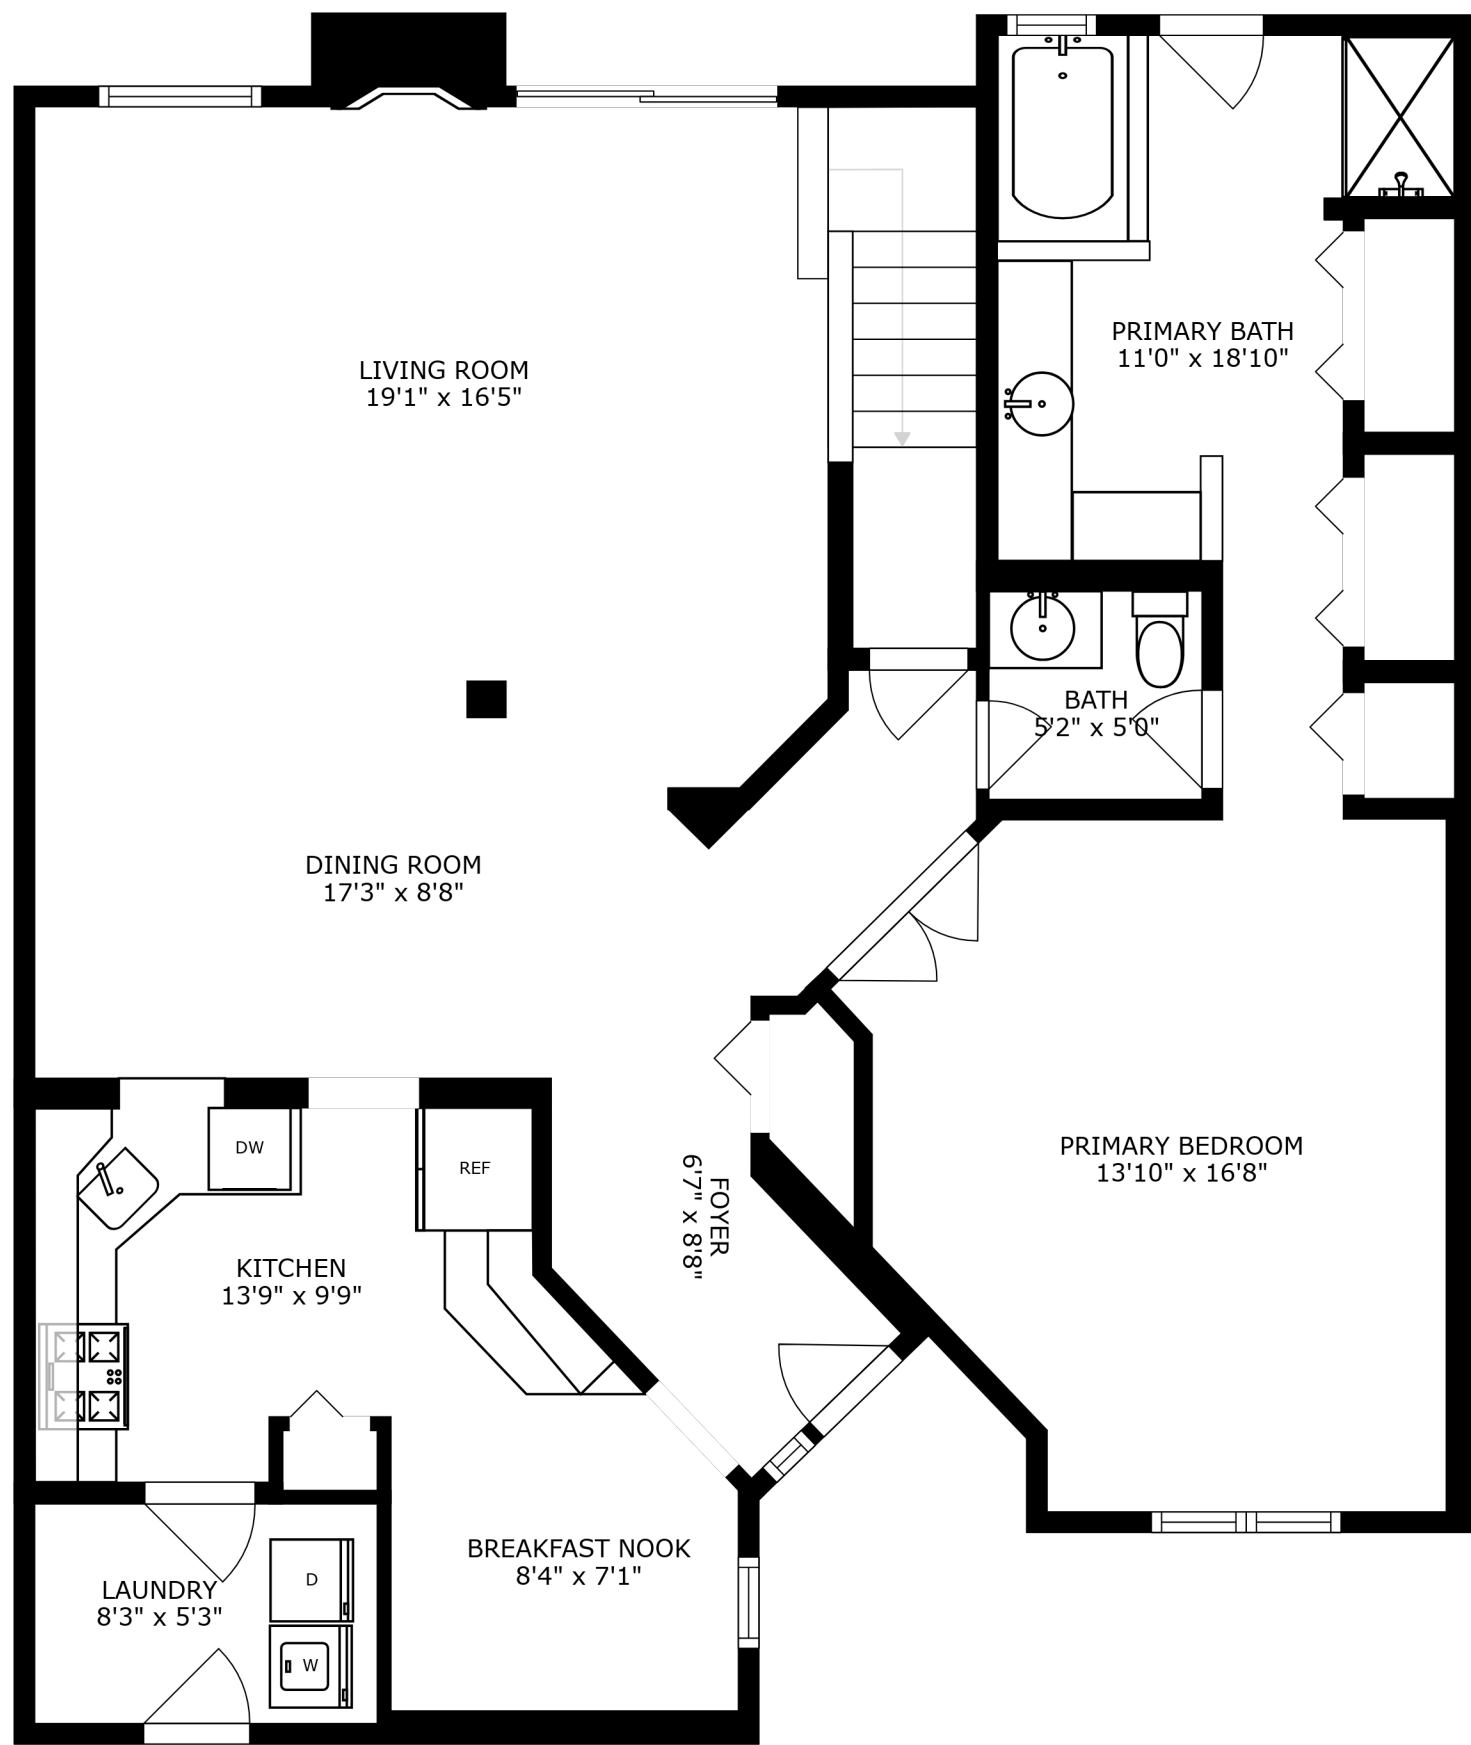 LIVING ROOM
19'1" x 16'5"
PRIMARY BATH
11'0" x 18'10"
BATH
5'2" x 5'0"
DINING ROOM
17'3" x 8'8"
PRIMARY BEDROOM
13'10" x 16'8"
FOYER
6'7" x 8'8"
DW
REF
KITCHEN
13'9" x 9'9"
BREAKFAST NOOK
8'4" x 7'1"
LAUNDRY
8'3" x 5'3"
D
W